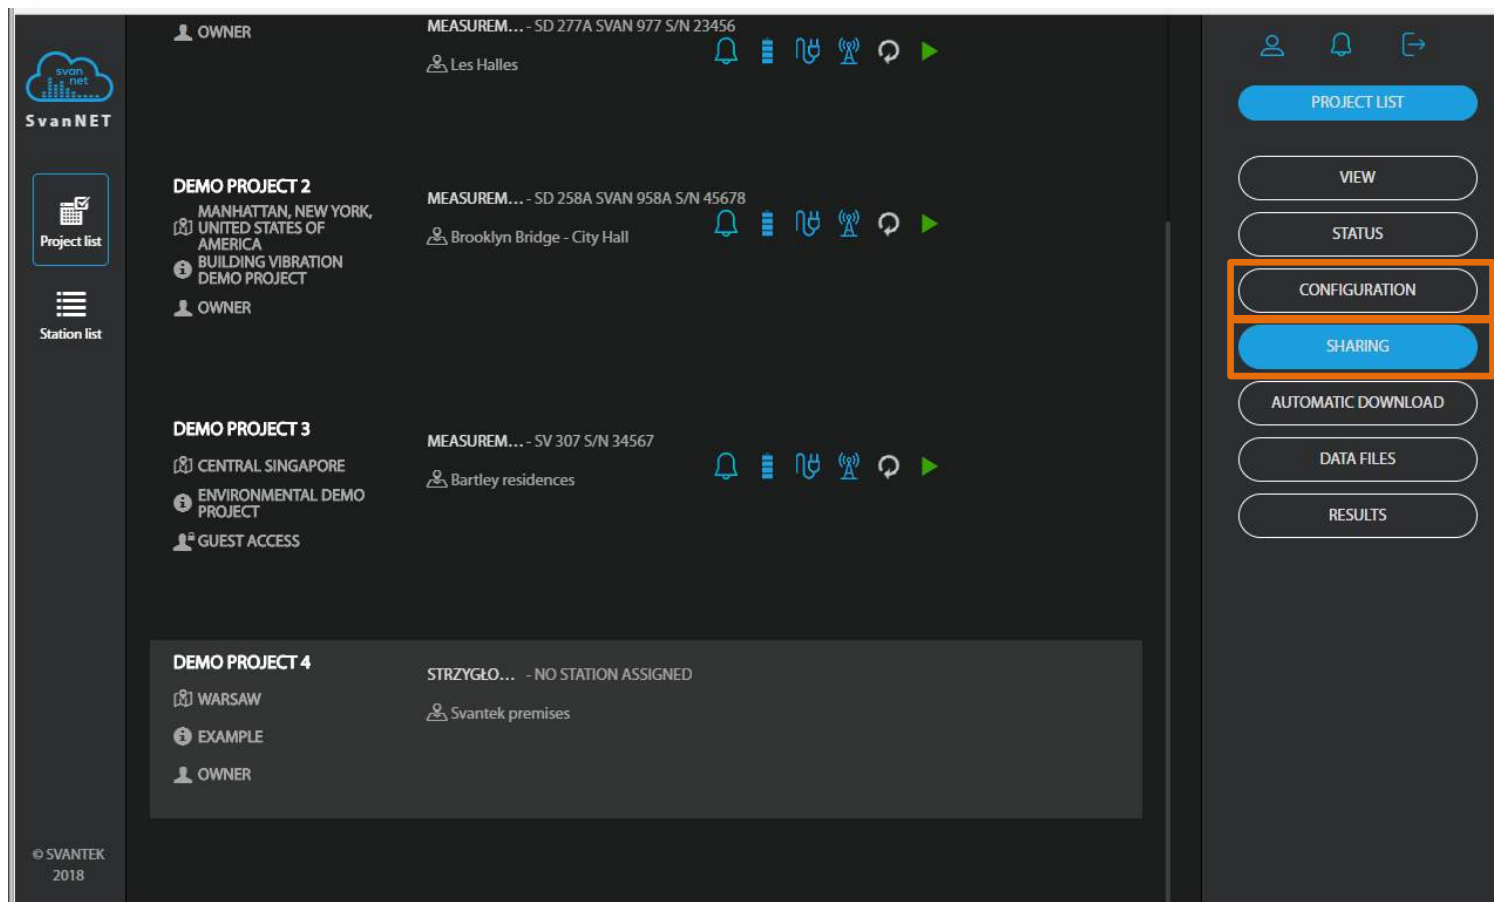 svan
net
SvanNET
Project list
Station list
© SVANTEK
2018
OWNER
MEASUREM... - SD 277A SVAN 977 S/N 23456
Les Halles
DEMO PROJECT 2
MANHATTAN, NEW YORK,
UNITED STATES OF
AMERICA
BUILDING VIBRATION
DEMO PROJECT
OWNER
MEASUREM... - SD 258A SVAN 958A S/N 45678
Brooklyn Bridge - City Hall
DEMO PROJECT 3
CENTRAL SINGAPORE
ENVIRONMENTAL DEMO
PROJECT
GUEST ACCESS
MEASUREM... - SV 307 S/N 34567
Bartley residences
DEMO PROJECT 4
WARSAW
EXAMPLE
OWNER
STRZYGŁO... - NO STATION ASSIGNED
Svantek premises
PROJECT LIST
VIEW
STATUS
CONFIGURATION
SHARING
AUTOMATIC DOWNLOAD
DATA FILES
RESULTS